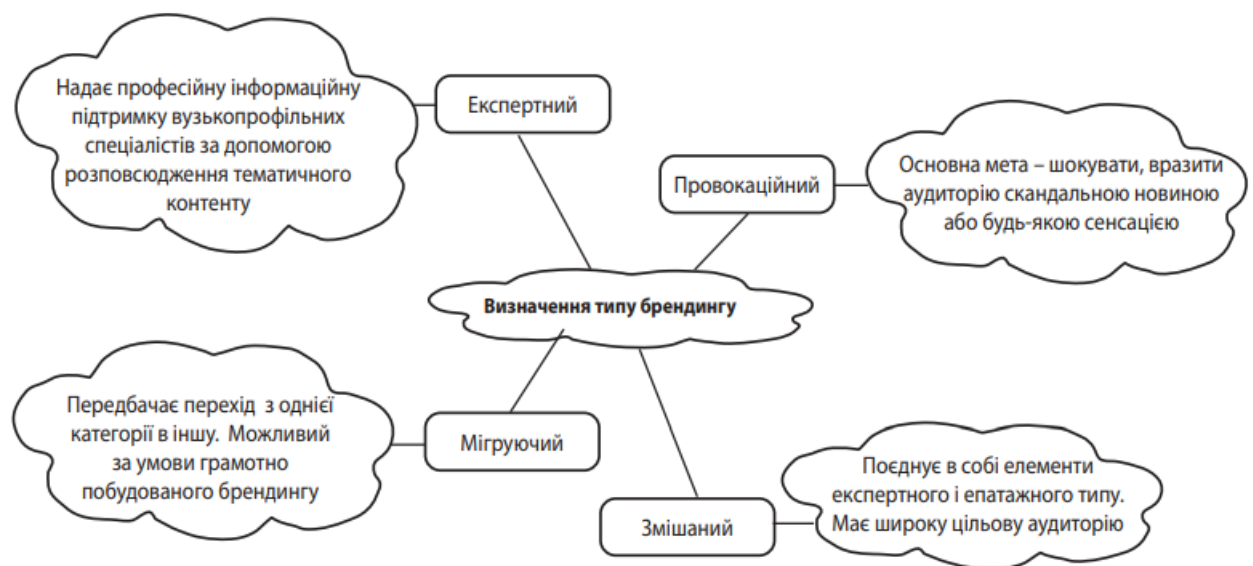 Надає професійну інформаційну
підтримку вузькопрофільних
спеціалістів за допомогою
розповсюдження тематичного
контенту
Експертний
Провокаційний
Основна мета – шокувати, вразити
аудиторію скандальною новиною
або будь-якою сенсацією
Визначення типу брендингу
Передбачає перехід з однієї
категорії в іншу. Можливий
за умови грамотно
побудованого брендингу
Мігруючий
Змішаний
Поєднує в собі елементи
експертного і епатажного типу.
Має широку цільову аудиторію